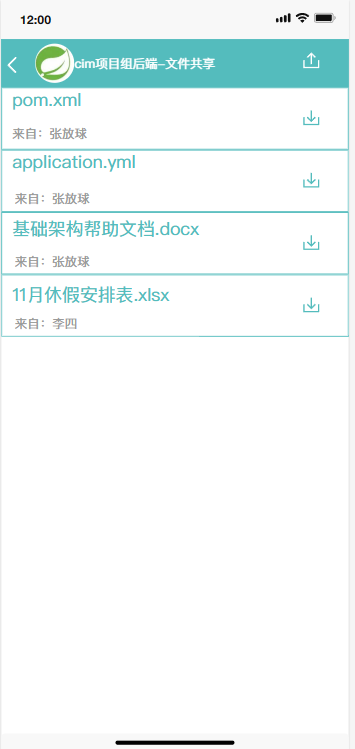 12:00
cim项目组后端-文件共享
pom.xml
来自：张放球
application.yml
来自：张放球
基础架构帮助文档.docx
来自：张放球
11月休假安排表.xlsx
来自：李四